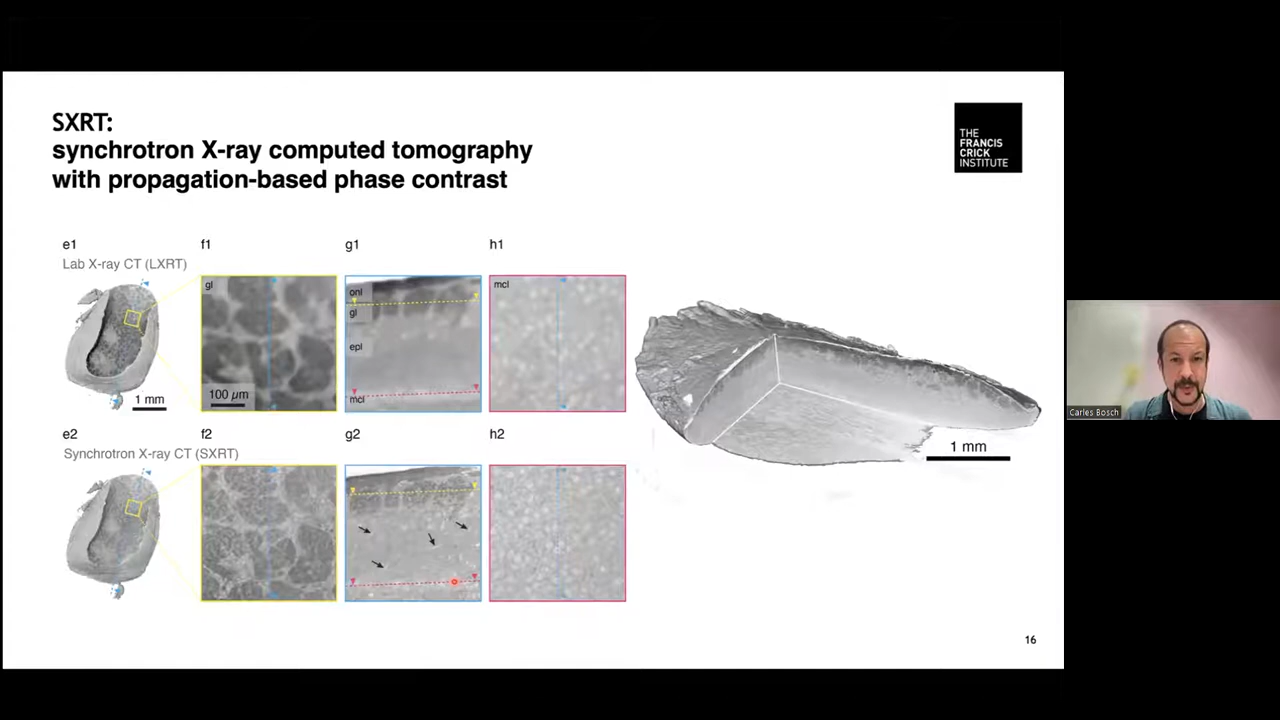 SXRT:
synchrotron X-ray computed tomography
with propagation-based phase contrast
THE
FRANCIS
CRICK
INSTITUTE
e1
f1
g1
h1
Lab X-ray CT (LXRT)
gl
onl
gl
epl
mcl
mcl
100 µm
1 mm
e2
f2
g2
h2
Synchrotron X-ray CT (SXRT)
1 mm
16
Carles Bosch